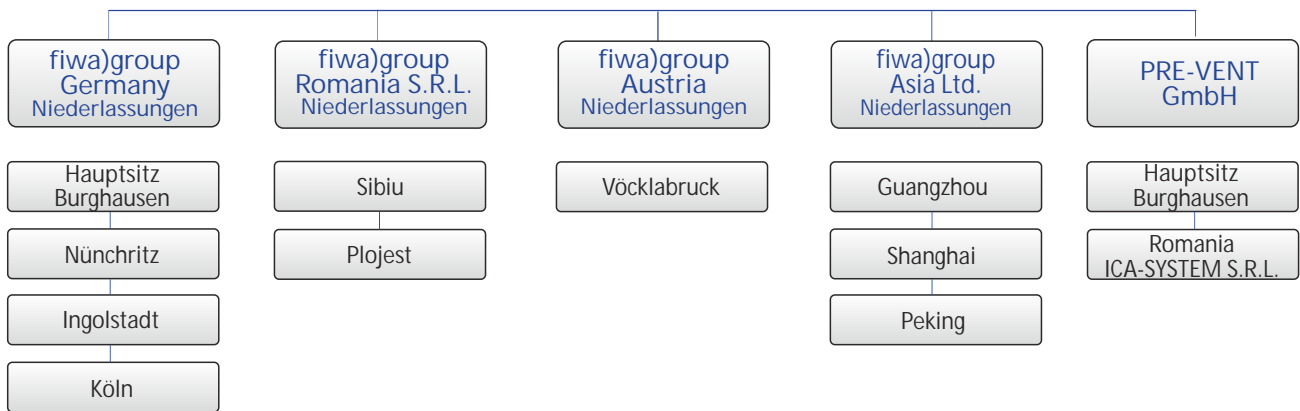 fiwa)group
Germany
Niederlassungen
fiwa)group
Romania S.R.L.
Niederlassungen
fiwa)group
Austria
Niederlassungen
fiwa)group
Asia Ltd.
Niederlassungen
PRE-VENT
GmbH
Hauptsitz
Burghausen
Nünchritz
Ingolstadt
Köln
Sibiu
Plojest
Vöcklabruck
Guangzhou
Shanghai
Peking
Hauptsitz
Burghausen
Romania
ICA-SYSTEM S.R.L.